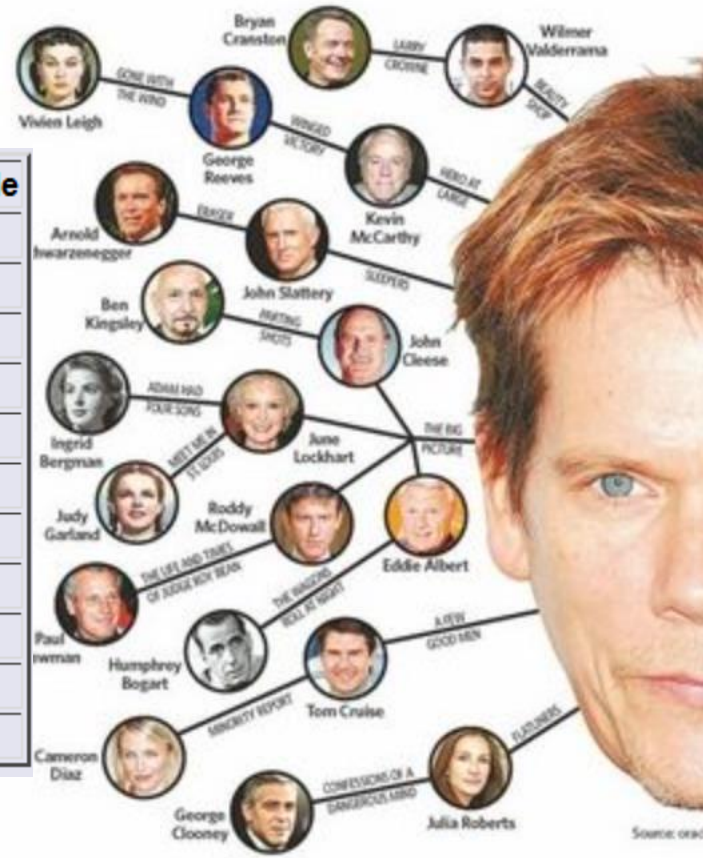 Bryan
Cranston
LARRY
CROWNE
Wilmer
Valderrama
BEAUTY
SHOP
Vivien Leigh
GONE WITH
THE WIND
George
Reeves
WINGED
VICTORY
Kevin
McCarthy
HERO AT
LARGE
e
Arnold
hwarzenegger
ERASER
John Slattery
SLEEPERS
Ben
Kingsley
PARTING
SHOTS
John
Cleese
Ingrid
Bergman
ADAM HAD
FOUR SONS
June
Lockhart
THE BIG
PICTURE
MEET ME IN
ST. LOUIS
Judy
Garland
Roddy
McDowall
Eddie Albert
THE LIFE AND TIMES
OF JUDGE ROY BEAN
THE WAGONS
ROLL AT NIGHT
Paul
wman
Humphrey
Bogart
A FEW
GOOD MEN
Tom Cruise
MINORITY REPORT
Cameron
Diaz
FLATLINERS
CONFESSIONS OF A
DANGEROUS MIND
George
Clooney
Julia Roberts
Source: orac